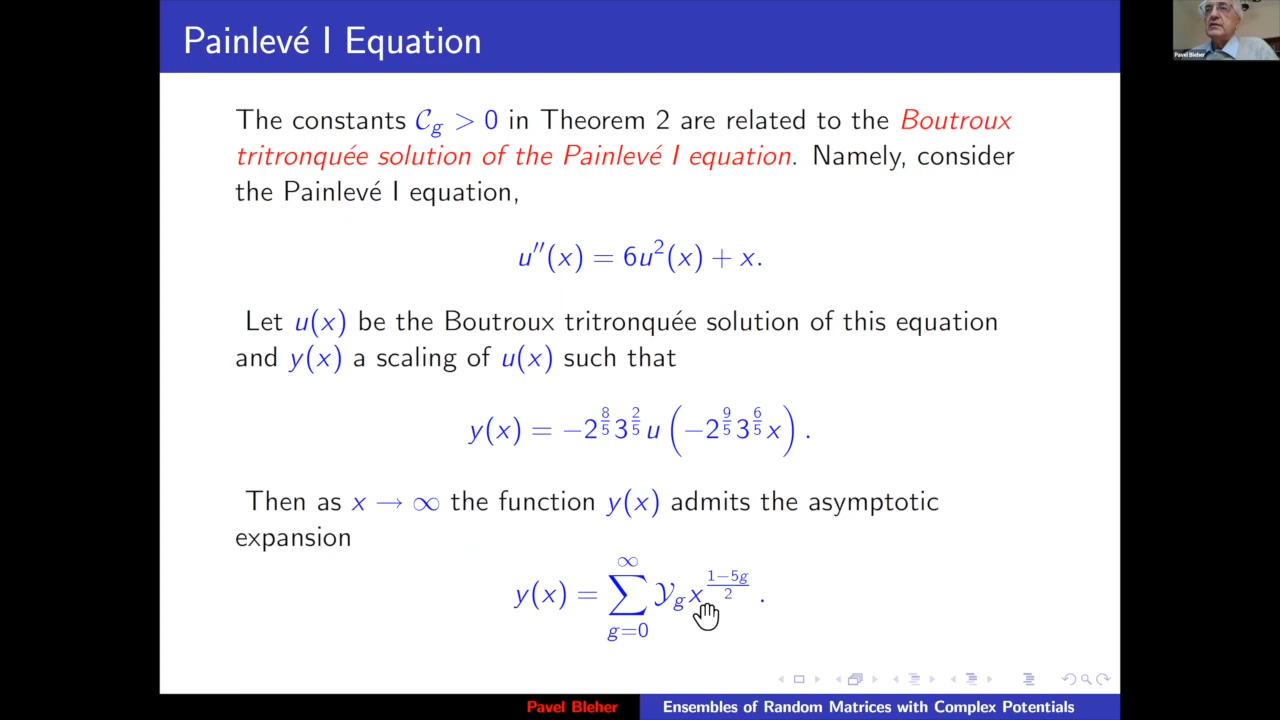 Painlevé I Equation
Pavel Bleher
The constants 𝒞_g > 0 in Theorem 2 are related to the Boutroux
tritronquée solution of the Painlevé I equation. Namely, consider
the Painlevé I equation,
u″(x) = 6u²(x) + x.
Let u(x) be the Boutroux tritronquée solution of this equation
and y(x) a scaling of u(x) such that
y(x) = −2^{8/5}3^{2/5} u (−2^{9/5}3^{6/5} x) .
Then as x → ∞ the function y(x) admits the asymptotic
expansion
y(x) = ∑_{g=0}^{∞} 𝒴_g x^{(1−5g)/2} .
Pavel Bleher Ensembles of Random Matrices with Complex Potentials